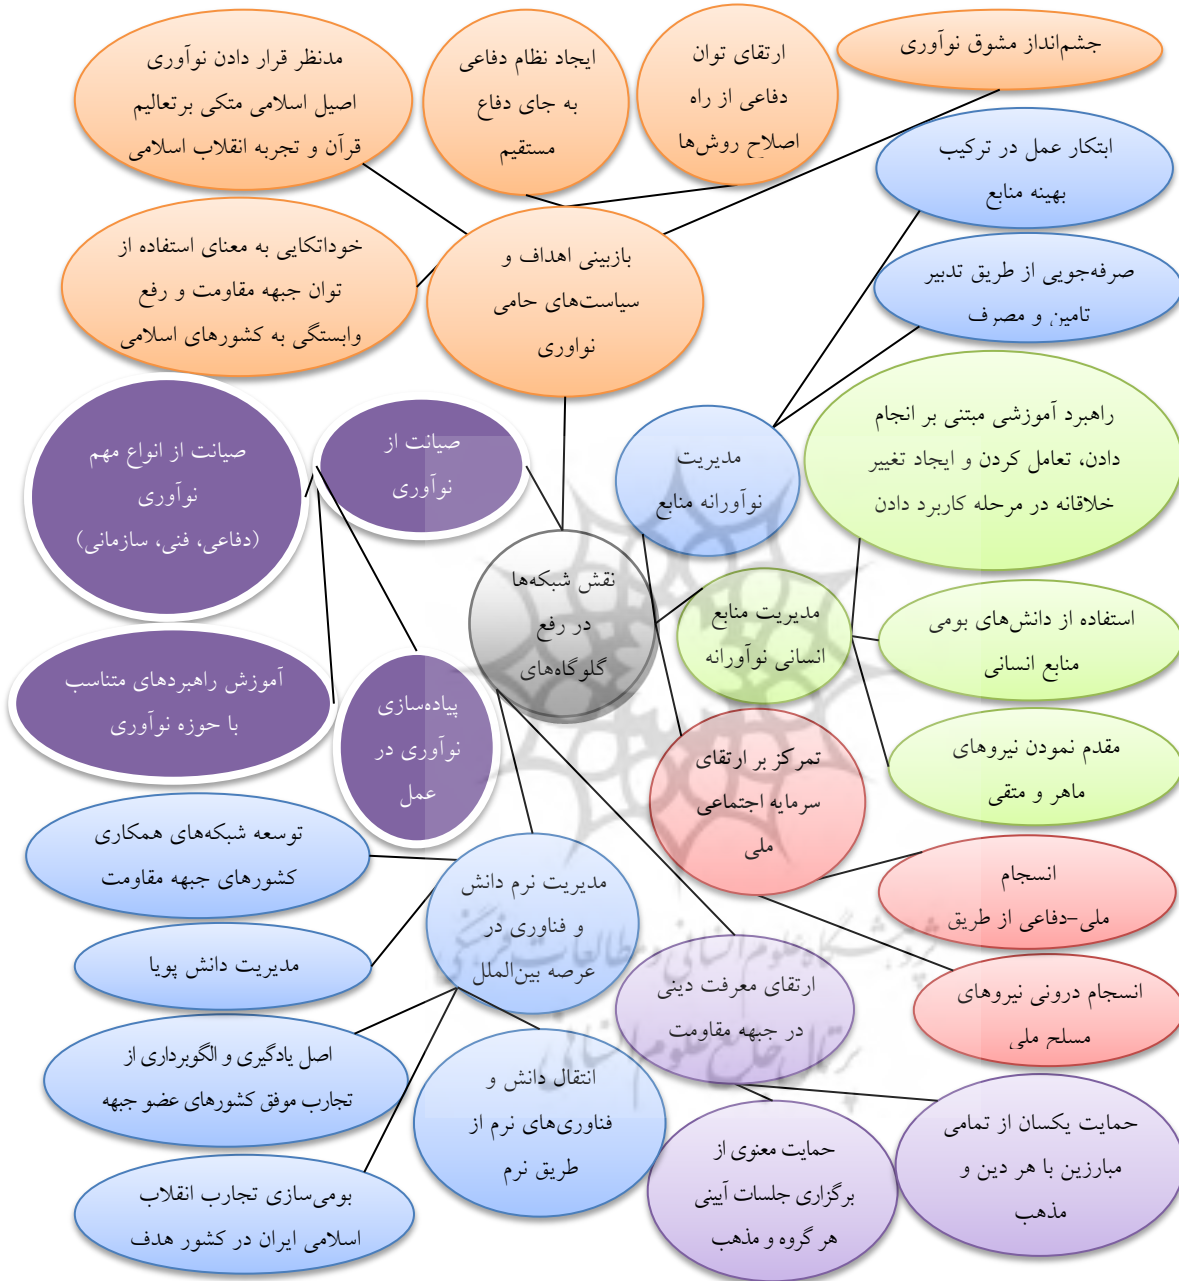 جشم‌انداز مشوق نوآوری
ارتقای توان
دفاعی از راه
اصلاح روش‌ها
ایجاد نظام دفاعی
به جای دفاع
مستقیم
مدنظر قرار دادن نوآوری
اصیل اسلامی متکی برتعالیم
قرآن و تجربه انقلاب اسلامی
ابتکار عمل در ترکیب
بهینه منابع
خوداتکایی به معنای استفاده از
توان جبهه مقاومت و رفع
وابستگی به کشورهای اسلامی
بازبینی اهداف و
سیاست‌های حامی
نواوری
صرفه‌جویی از طریق تدبیر
تامین و مصرف
راهبرد آموزشی مبتنی بر انجام
دادن، تعامل کردن و ایجاد تغییر
خلاقانه در مرحله کاربرد دادن
مدیریت
نوآورانه منابع
صیانت از
نوآوری
صیانت از انواع مهم
نوآوری
(دفاعی، فنی، سازمانی)
نقش شبکه‌ها
در رفع
گلوگاه‌های
مدیریت منابع
انسانی نوآورانه
استفاده از دانش‌های بومی
منابع انسانی
آموزش راهبردهای متناسب
با حوزه نوآوری
پیاده‌سازی
نوآوری در
عمل
مقدم نمودن نیروهای
ماهر و متقی
تمرکز بر ارتقای
سرمایه اجتماعی
ملی
توسعه شبکه‌های همکاری
کشورهای جبهه مقاومت
مدیریت نرم دانش
و فناوری در
عرصه بین‌الملل
انسجام
ملی-دفاعی از طریق
مدیریت دانش پویا
پژوهشگاه علوم انسانی و مطالعات فرهنگی
ارتقای معرفت دینی
در جبهه مقاومت
انسجام درونی نیروهای
مسلح ملی
پرتال جامع علوم انسانی
اصل یادگیری و الگوبرداری از
تجارب موفق کشورهای عضو جبهه
انتقال دانش و
فناوری‌های نرم از
طریق نرم
حمایت معنوی از
برگزاری جلسات آیینی
هر گروه و مذهب
حمایت یکسان از تمامی
مبارزین با هر دین و
مذهب
بومی‌سازی تجارب انقلاب
اسلامی ایران در کشور هدف